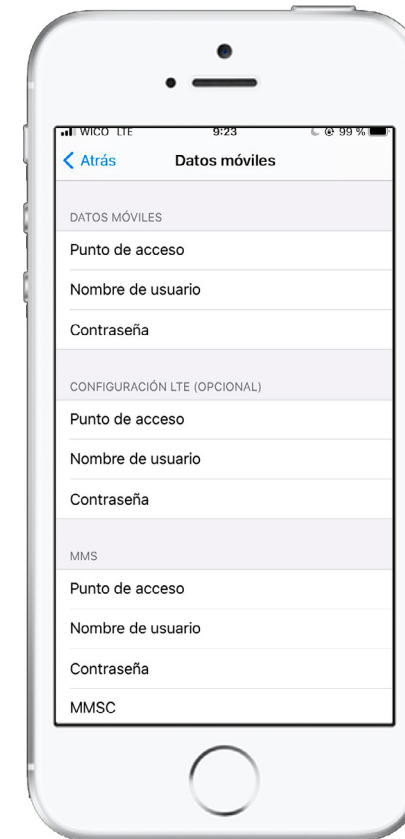 WICO LTE 9:23 99 %
Atrás Datos móviles
DATOS MÓVILES
Punto de acceso
Nombre de usuario
Contraseña
CONFIGURACIÓN LTE (OPCIONAL)
Punto de acceso
Nombre de usuario
Contraseña
MMS
Punto de acceso
Nombre de usuario
Contraseña
MMSC